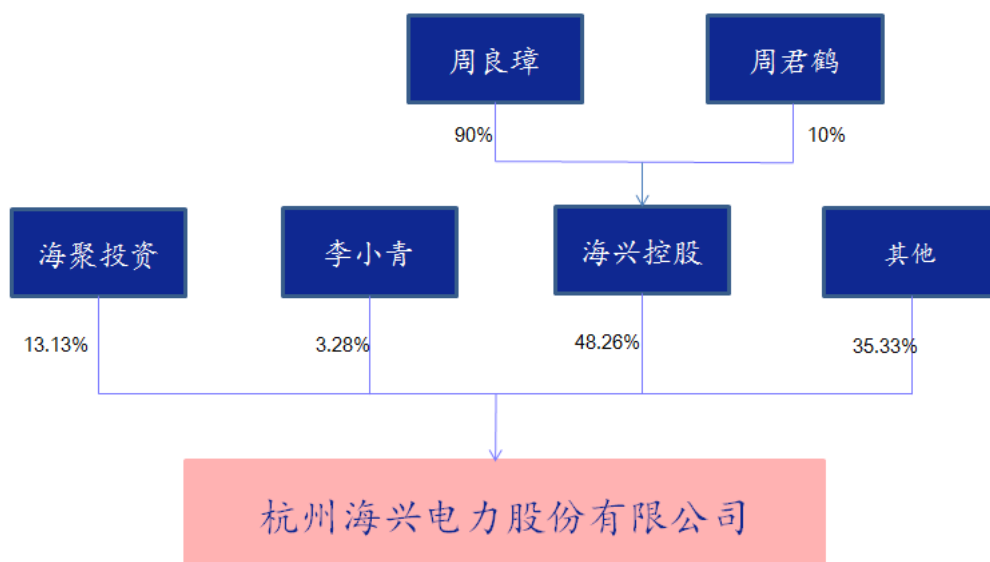 周良璋
周君鹤
90%
10%
海聚投资
李小青
海兴控股
其他
13.13%
3.28%
48.26%
35.33%
杭州海兴电力股份有限公司